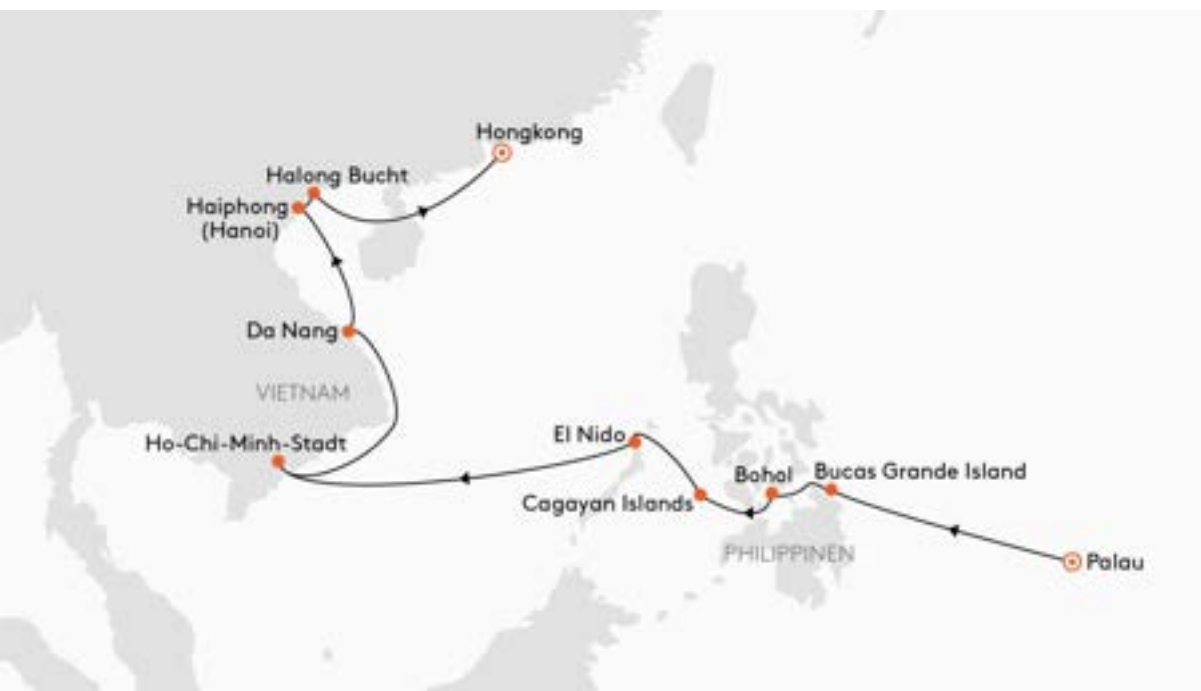 Hongkong
Halong Bucht
Haiphong
(Hanoi)
Da Nang
VIETNAM
Ho-Chi-Minh-Stadt
El Nido
Cagayan Islands
Bohol
Bucas Grande Island
PHILIPPINEN
Palau